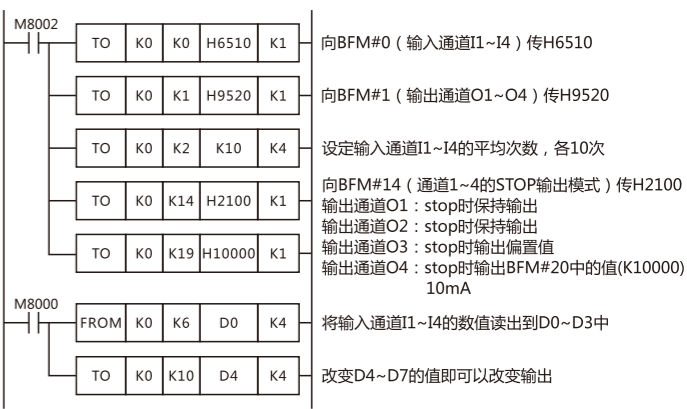 M8002
TO K0 K0 H6510 K1 向BFM#0（输入通道I1~I4）传H6510
TO K0 K1 H9520 K1 向BFM#1（输出通道O1~O4）传H9520
TO K0 K2 K10 K4 设定输入通道I1~I4的平均次数，各10次
TO K0 K14 H2100 K1 向BFM#14（通道1~4的STOP输出模式）传H2100
输出通道O1：stop时保持输出
输出通道O2：stop时保持输出
TO K0 K19 H10000 K1 输出通道O3：stop时输出偏置值
输出通道O4：stop时输出BFM#20中的值(K10000)
10mA
M8000
FROM K0 K6 D0 K4 将输入通道I1~I4的数值读出到D0~D3中
TO K0 K10 D4 K4 改变D4~D7的值即可以改变输出